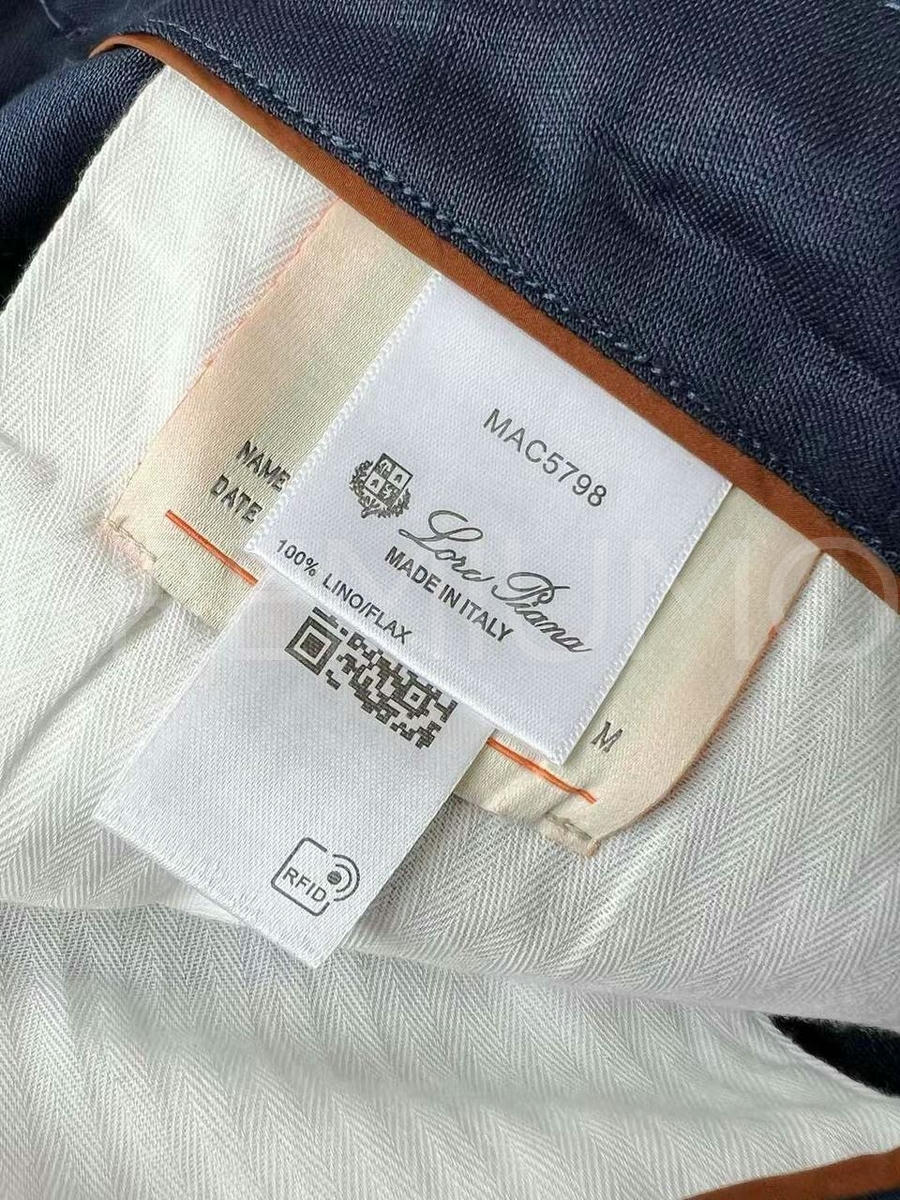 MAC5798
Loro Piana
MADE IN ITALY
100% LINO/FLAX
NAME
DATE
M
RFID